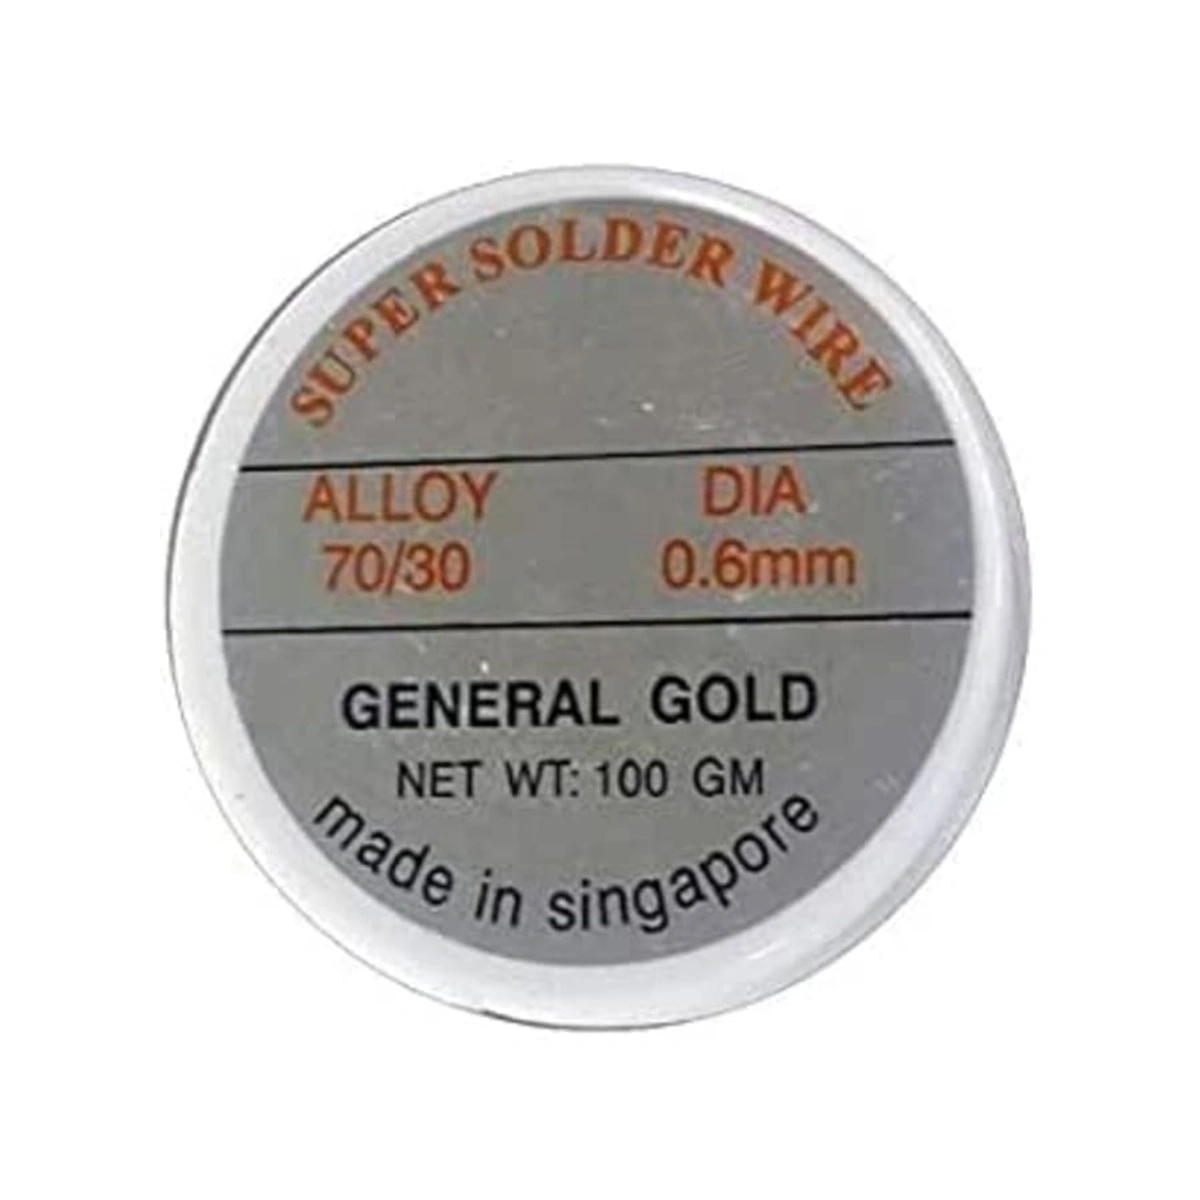 SUPER SOLDER WIRE
ALLOY DIA
70/30 0.6mm
GENERAL GOLD
NET WT: 100 GM
made in singapore